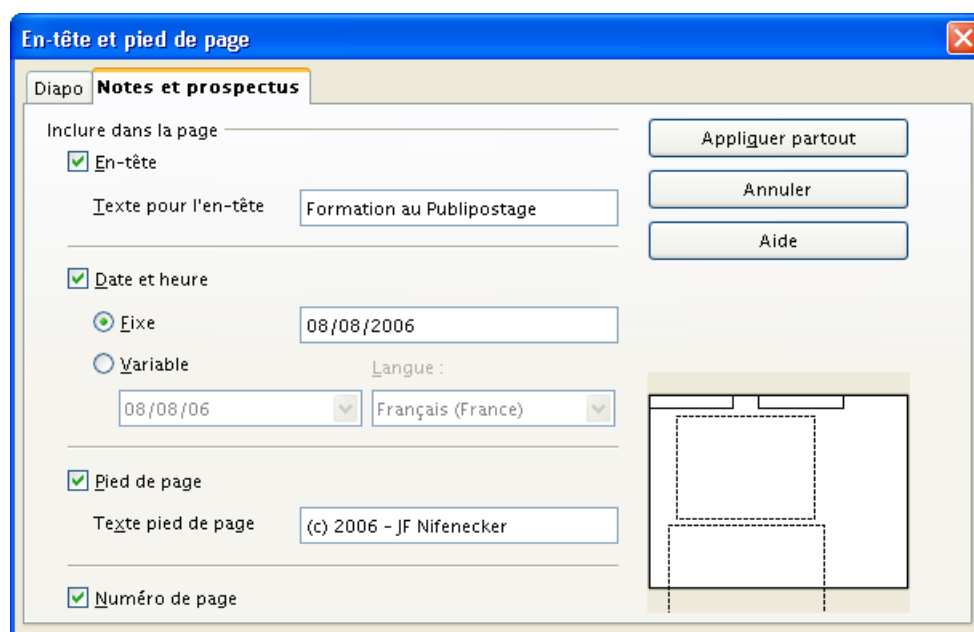 En-tête et pied de page
Diapo Notes et prospectus
Inclure dans la page
En-tête
Texte pour l'en-tête Formation au Publipostage
Date et heure
Fixe 08/08/2006
Variable Langue :
08/08/06 Français (France)
Pied de page
Texte pied de page (c) 2006 - JF Nifenecker
Numéro de page
Appliquer partout
Annuler
Aide